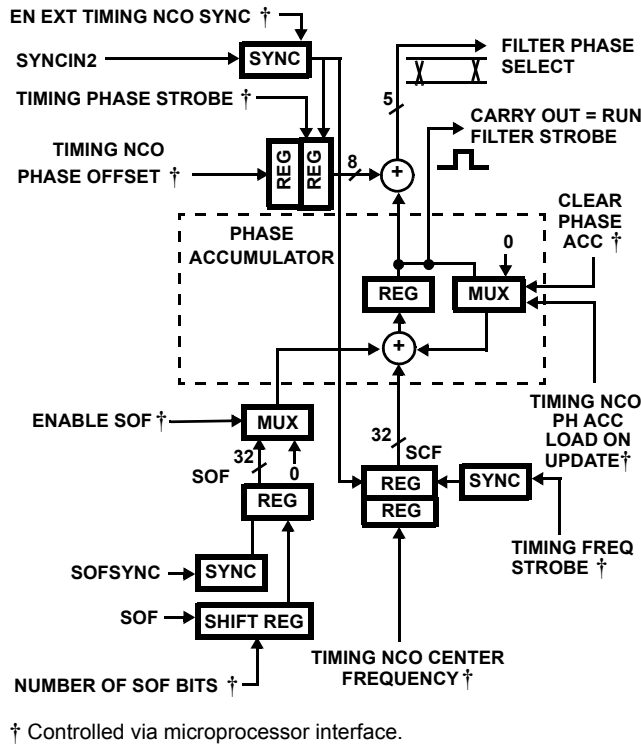 EN EXT TIMING NCO SYNC †
SYNCIN2
SYNC
TIMING PHASE STROBE †
TIMING NCO
PHASE OFFSET †
REG
REG
8
+
5
FILTER PHASE
SELECT
CARRY OUT = RUN
FILTER STROBE
CLEAR
PHASE
ACC †
PHASE
ACCUMULATOR
0
REG
MUX
+
TIMING NCO
PH ACC
LOAD ON
UPDATE†
ENABLE SOF †
MUX
32
SOF
0
REG
32
SCF
REG
REG
SYNC
TIMING FREQ
STROBE †
SOFSYNC
SYNC
SOF
SHIFT REG
NUMBER OF SOF BITS †
TIMING NCO CENTER
FREQUENCY †
† Controlled via microprocessor interface.